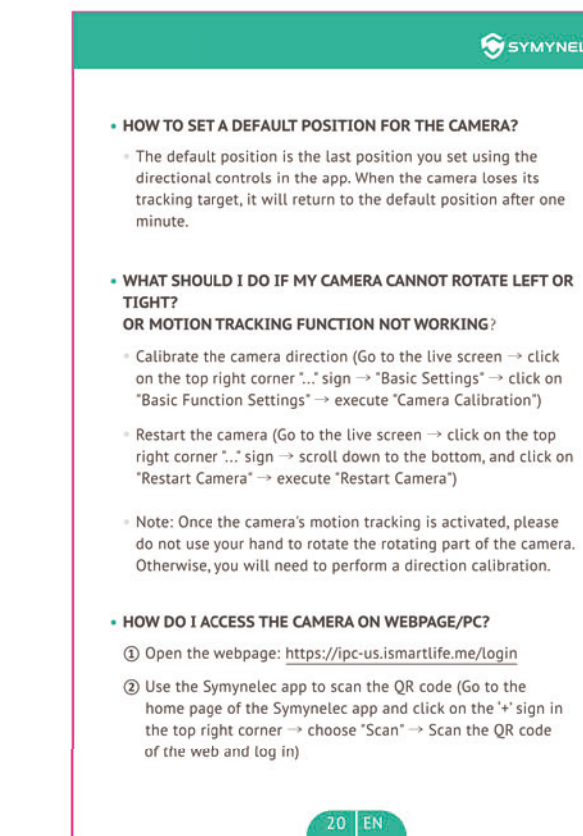 SYMYNEL
• HOW TO SET A DEFAULT POSITION FOR THE CAMERA?
The default position is the last position you set using the
directional controls in the app. When the camera loses its
tracking target, it will return to the default position after one
minute.
• WHAT SHOULD I DO IF MY CAMERA CANNOT ROTATE LEFT OR
TIGHT?
OR MOTION TRACKING FUNCTION NOT WORKING?
Calibrate the camera direction (Go to the live screen → click
on the top right corner "..." sign → "Basic Settings" → click on
"Basic Function Settings" → execute "Camera Calibration")
Restart the camera (Go to the live screen → click on the top
right corner "..." sign → scroll down to the bottom, and click on
"Restart Camera" → execute "Restart Camera")
Note: Once the camera's motion tracking is activated, please
do not use your hand to rotate the rotating part of the camera.
Otherwise, you will need to perform a direction calibration.
• HOW DO I ACCESS THE CAMERA ON WEBPAGE/PC?
① Open the webpage: https://ipc-us.ismartlife.me/login
② Use the Symynelec app to scan the QR code (Go to the
home page of the Symynelec app and click on the '+' sign in
the top right corner → choose "Scan" → Scan the QR code
of the web and log in)
20 EN